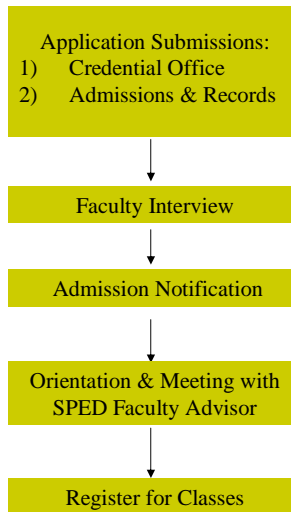 Application Submissions:
1) Credential Office
2) Admissions & Records
Faculty Interview
Admission Notification
Orientation & Meeting with
SPED Faculty Advisor
Register for Classes